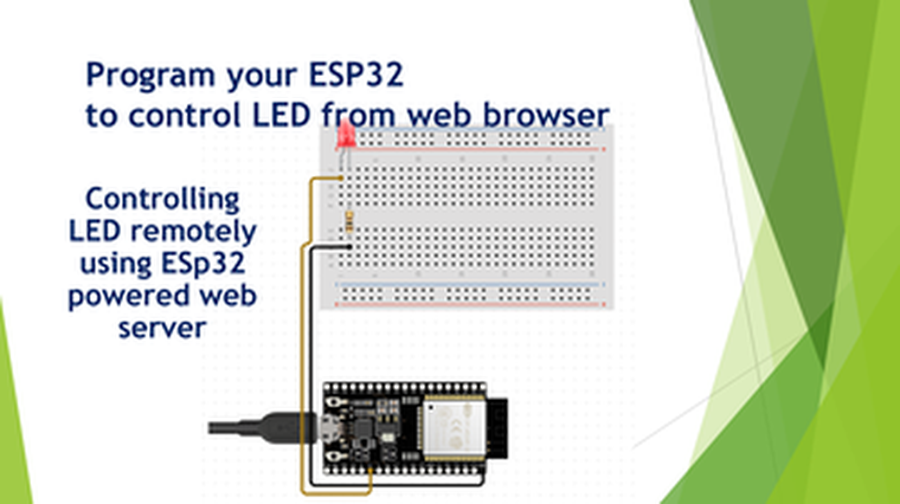 Program your ESP32
to control LED from web browser
Controlling
LED remotely
using ESp32
powered web
server